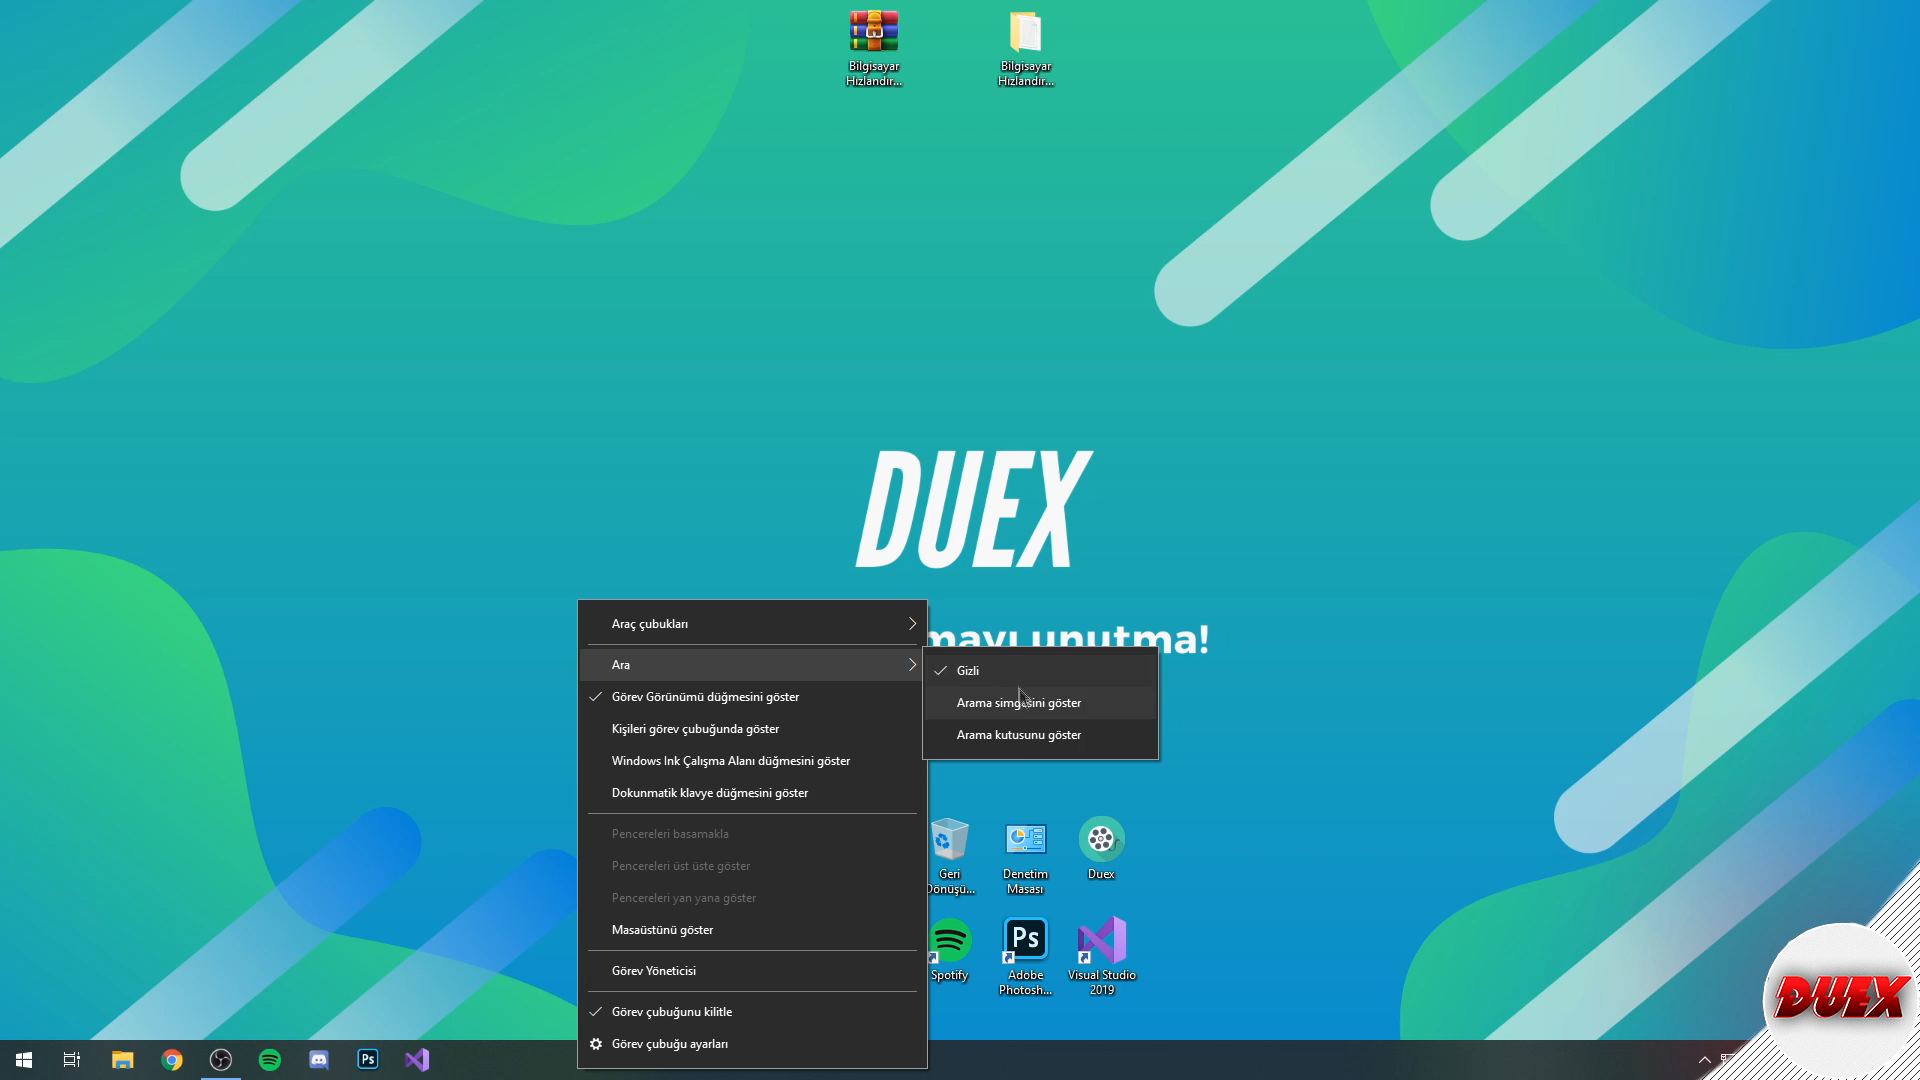 Bilgisayar
Hızlandır...
Bilgisayar
Hızlandır...
DUEX
unutma!
Araç çubukları
Ara
Görev Görünümü düğmesini göster
Kişileri görev çubuğunda göster
Windows Ink Çalışma Alanı düğmesini göster
Dokunmatik klavye düğmesini göster
Pencereleri basamakla
Pencereleri üst üste göster
Pencereleri yan yana göster
Masaüstünü göster
Görev Yöneticisi
Görev çubuğunu kilitle
Görev çubuğu ayarları
Gizli
Arama simgesini göster
Arama kutusunu göster
Geri
Dönüşü...
Denetim
Masası
Duex
Spotify
Ps
Adobe
Photosh...
Visual Studio
2019
Ps
DUEX